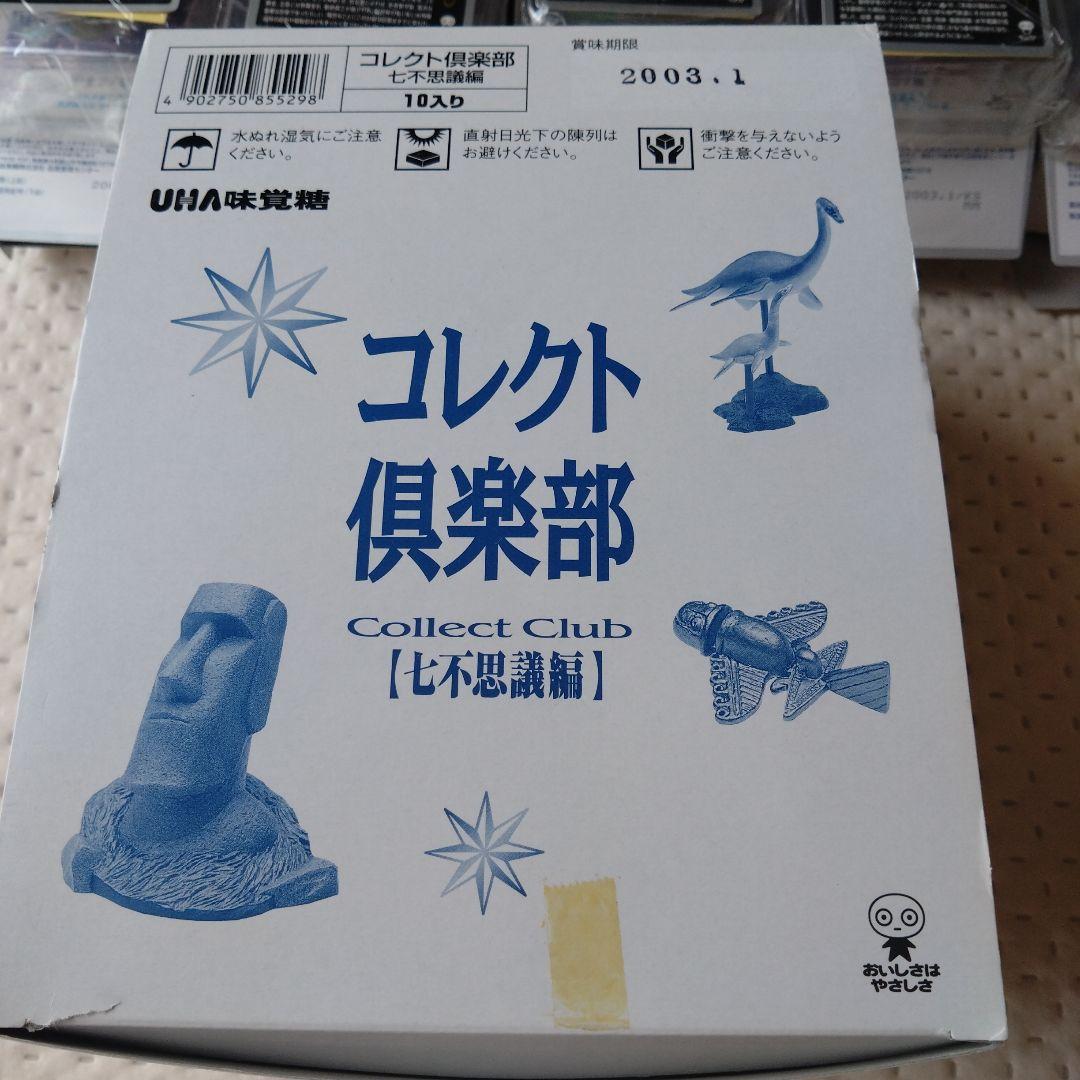 コレクト倶楽部
七不思議編
10入り
4 902750 855298
賞味期限
2003.1
水ぬれ湿気にご注意
ください。
直射日光下の陳列は
お避けください。
衝撃を与えないよう
ご注意ください。
UHA味覚糖
コレクト
倶楽部
Collect Club
【七不思議編】
おいしさは
やさしさ